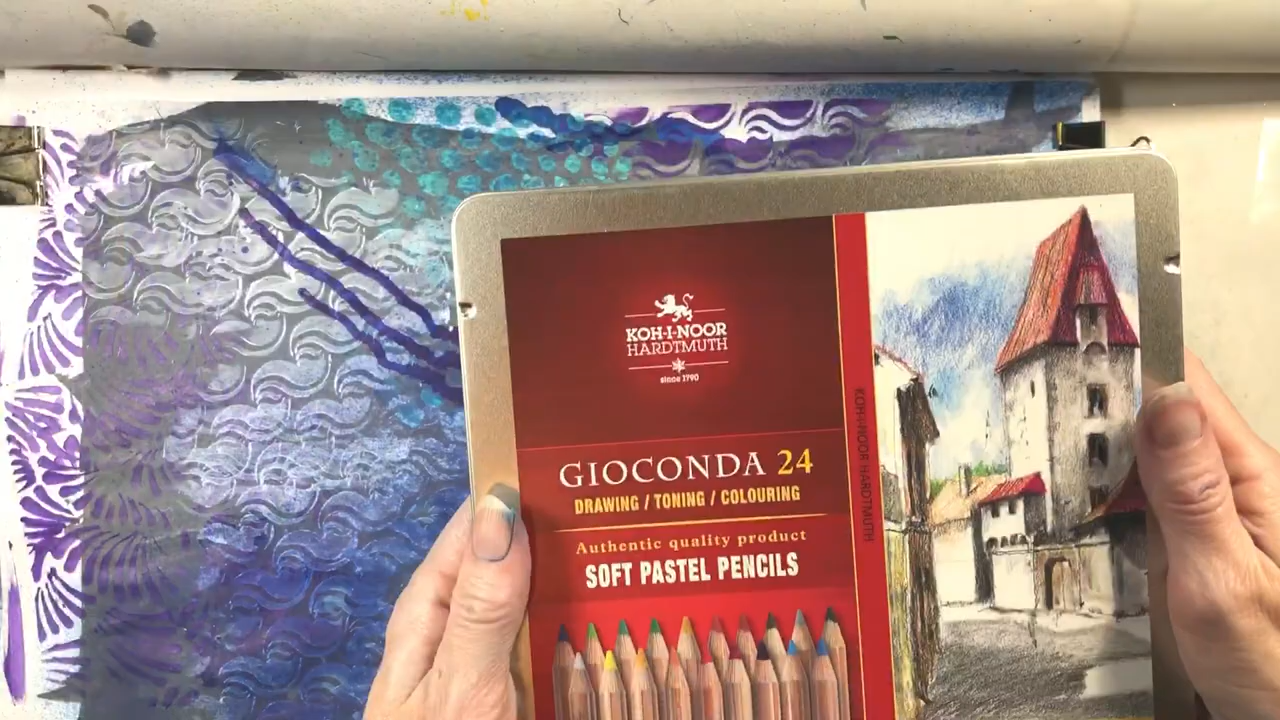 KOH-I-NOOR
HARDTMUTH
since 1790
GIOCONDA 24
DRAWING / TONING / COLOURING
Authentic quality product
SOFT PASTEL PENCILS
KOH-I-NOOR HARDTMUTH